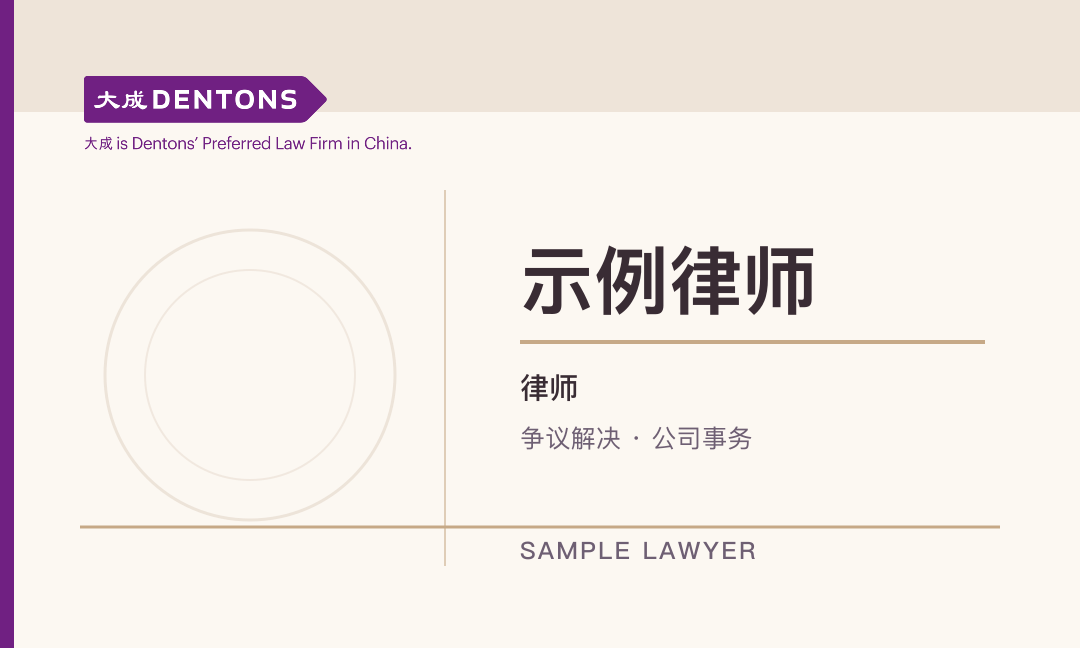 大成 DENTONS
大成 is Dentons’ Preferred Law Firm in China.
示例律师
律师
争议解决 · 公司事务
SAMPLE LAWYER